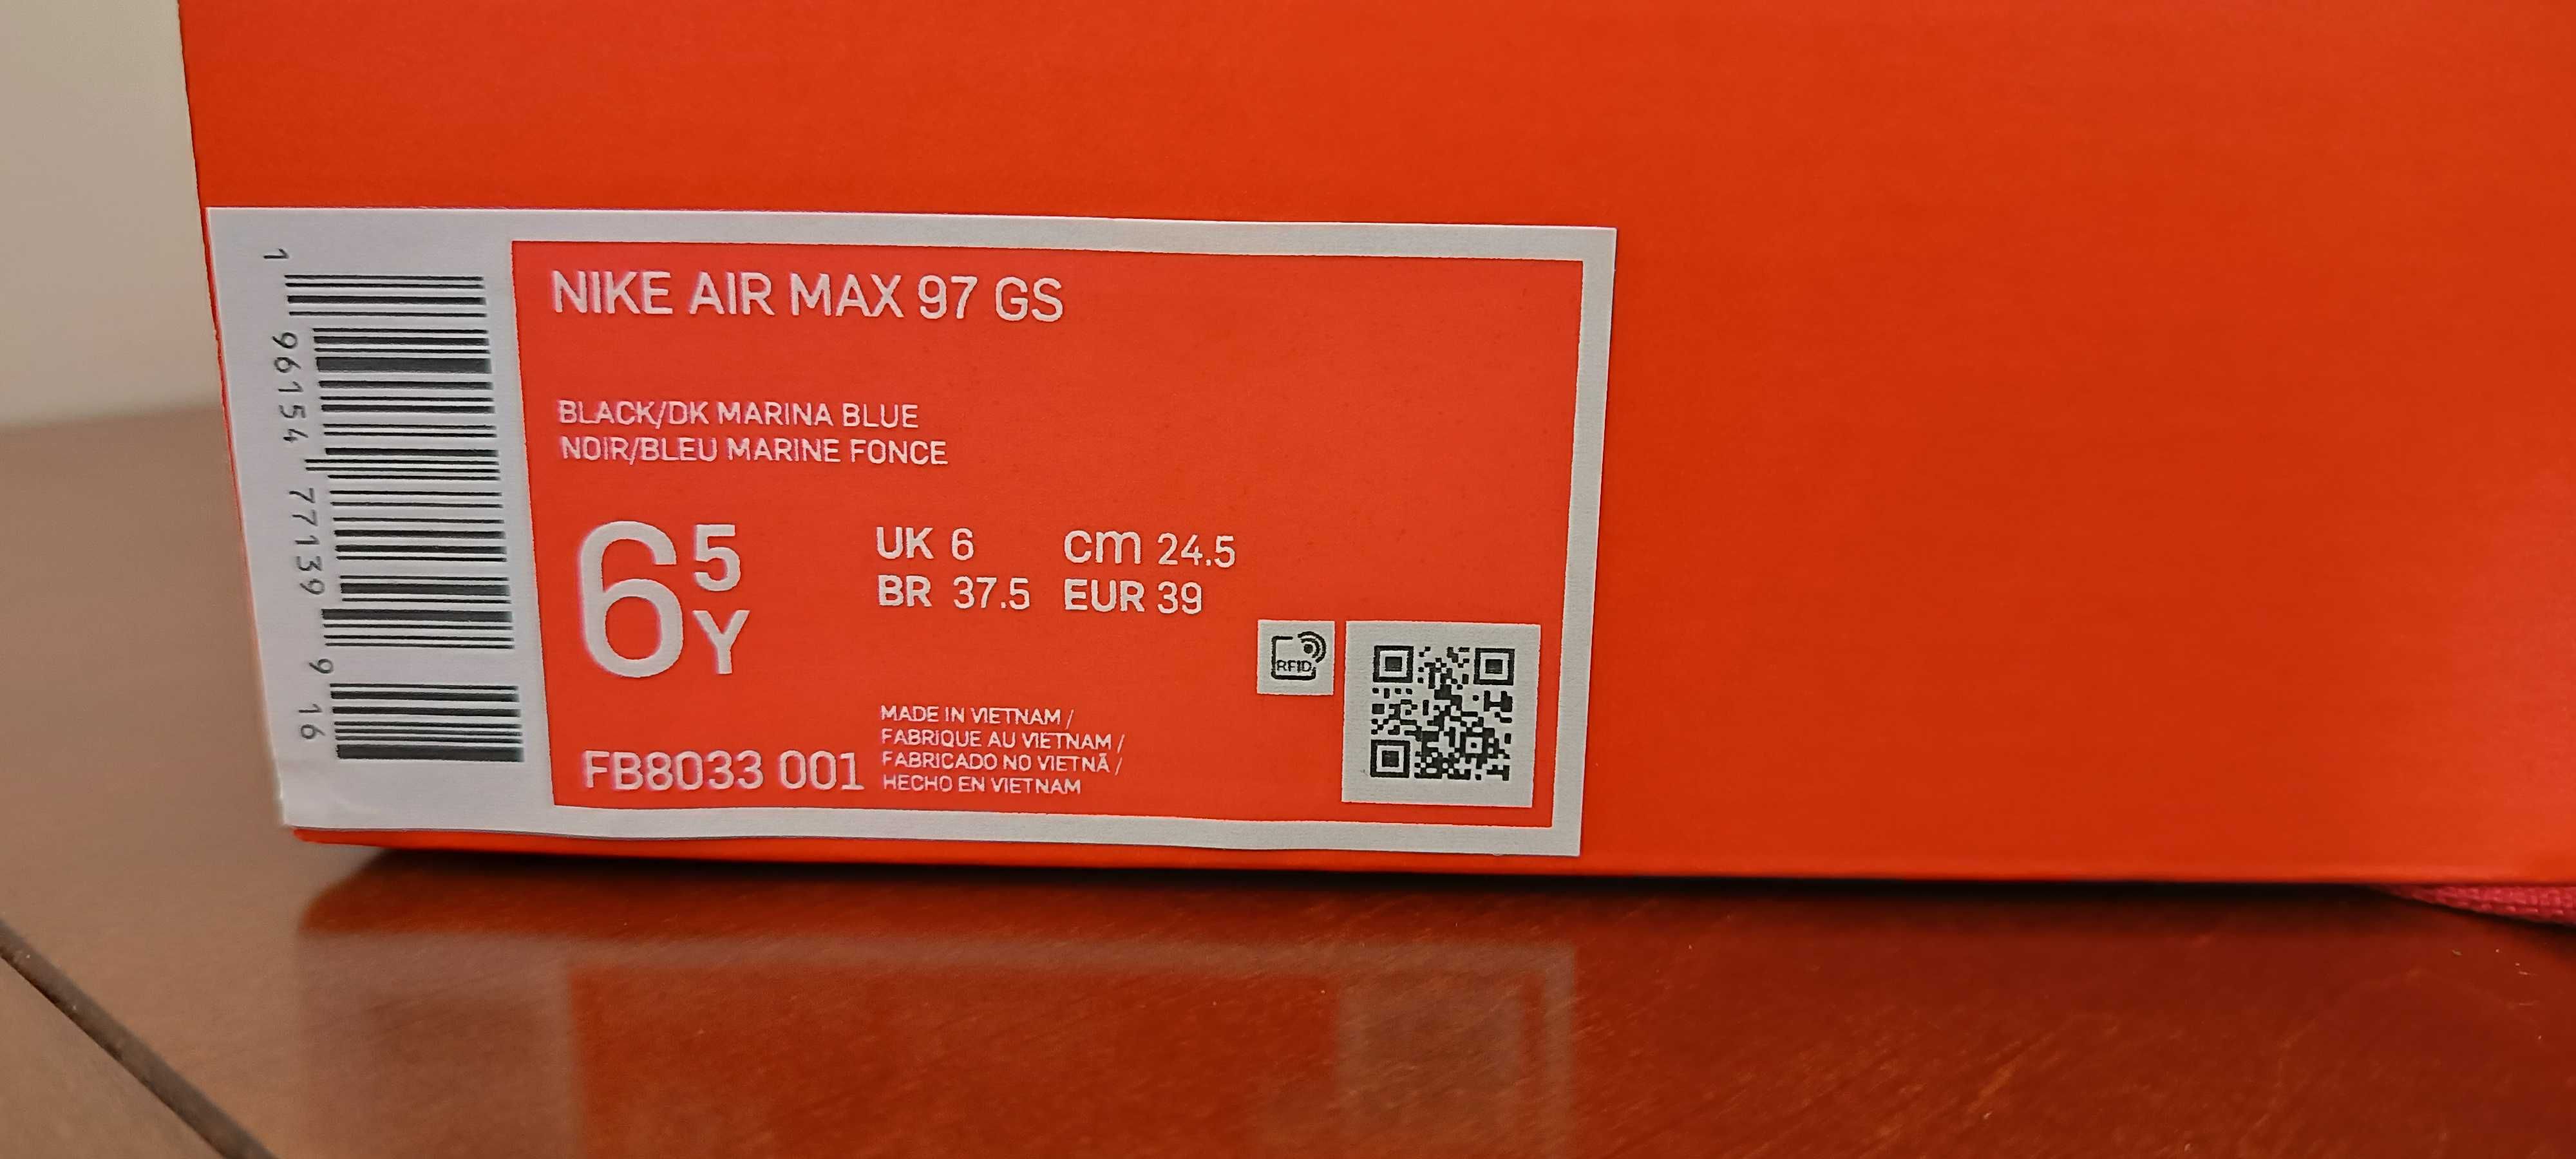 1 96154 77139 9 16
NIKE AIR MAX 97 GS
BLACK/DK MARINA BLUE
NOIR/BLEU MARINE FONCE
6 5 Y
UK 6 cm 24.5
BR 37.5 EUR 39
RFID
MADE IN VIETNAM /
FABRIQUE AU VIETNAM /
FABRICADO NO VIETNÃ /
HECHO EN VIETNAM
FB8033 001